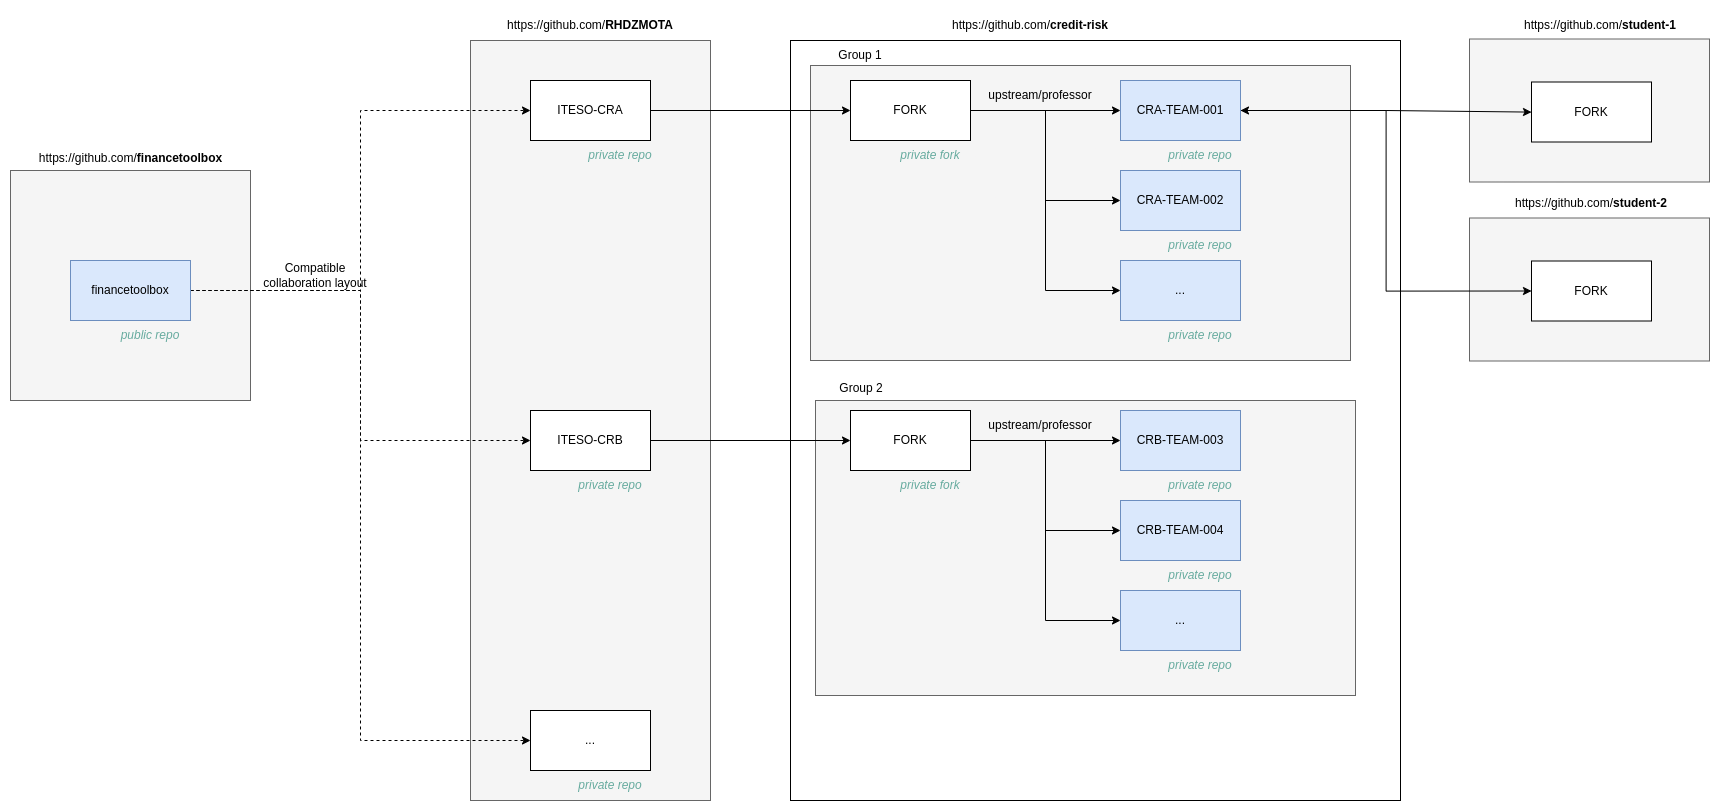 https://github.com/RHDZMOTA
https://github.com/credit-risk
https://github.com/student-1
Group 1
ITESO-CRA
private repo
FORK
private fork
upstream/professor
CRA-TEAM-001
private repo
FORK
https://github.com/financetoolbox
financetoolbox
public repo
Compatible
collaboration layout
CRA-TEAM-002
private repo
...
private repo
https://github.com/student-2
FORK
Group 2
ITESO-CRB
private repo
FORK
private fork
upstream/professor
CRB-TEAM-003
private repo
CRB-TEAM-004
private repo
...
private repo
...
private repo